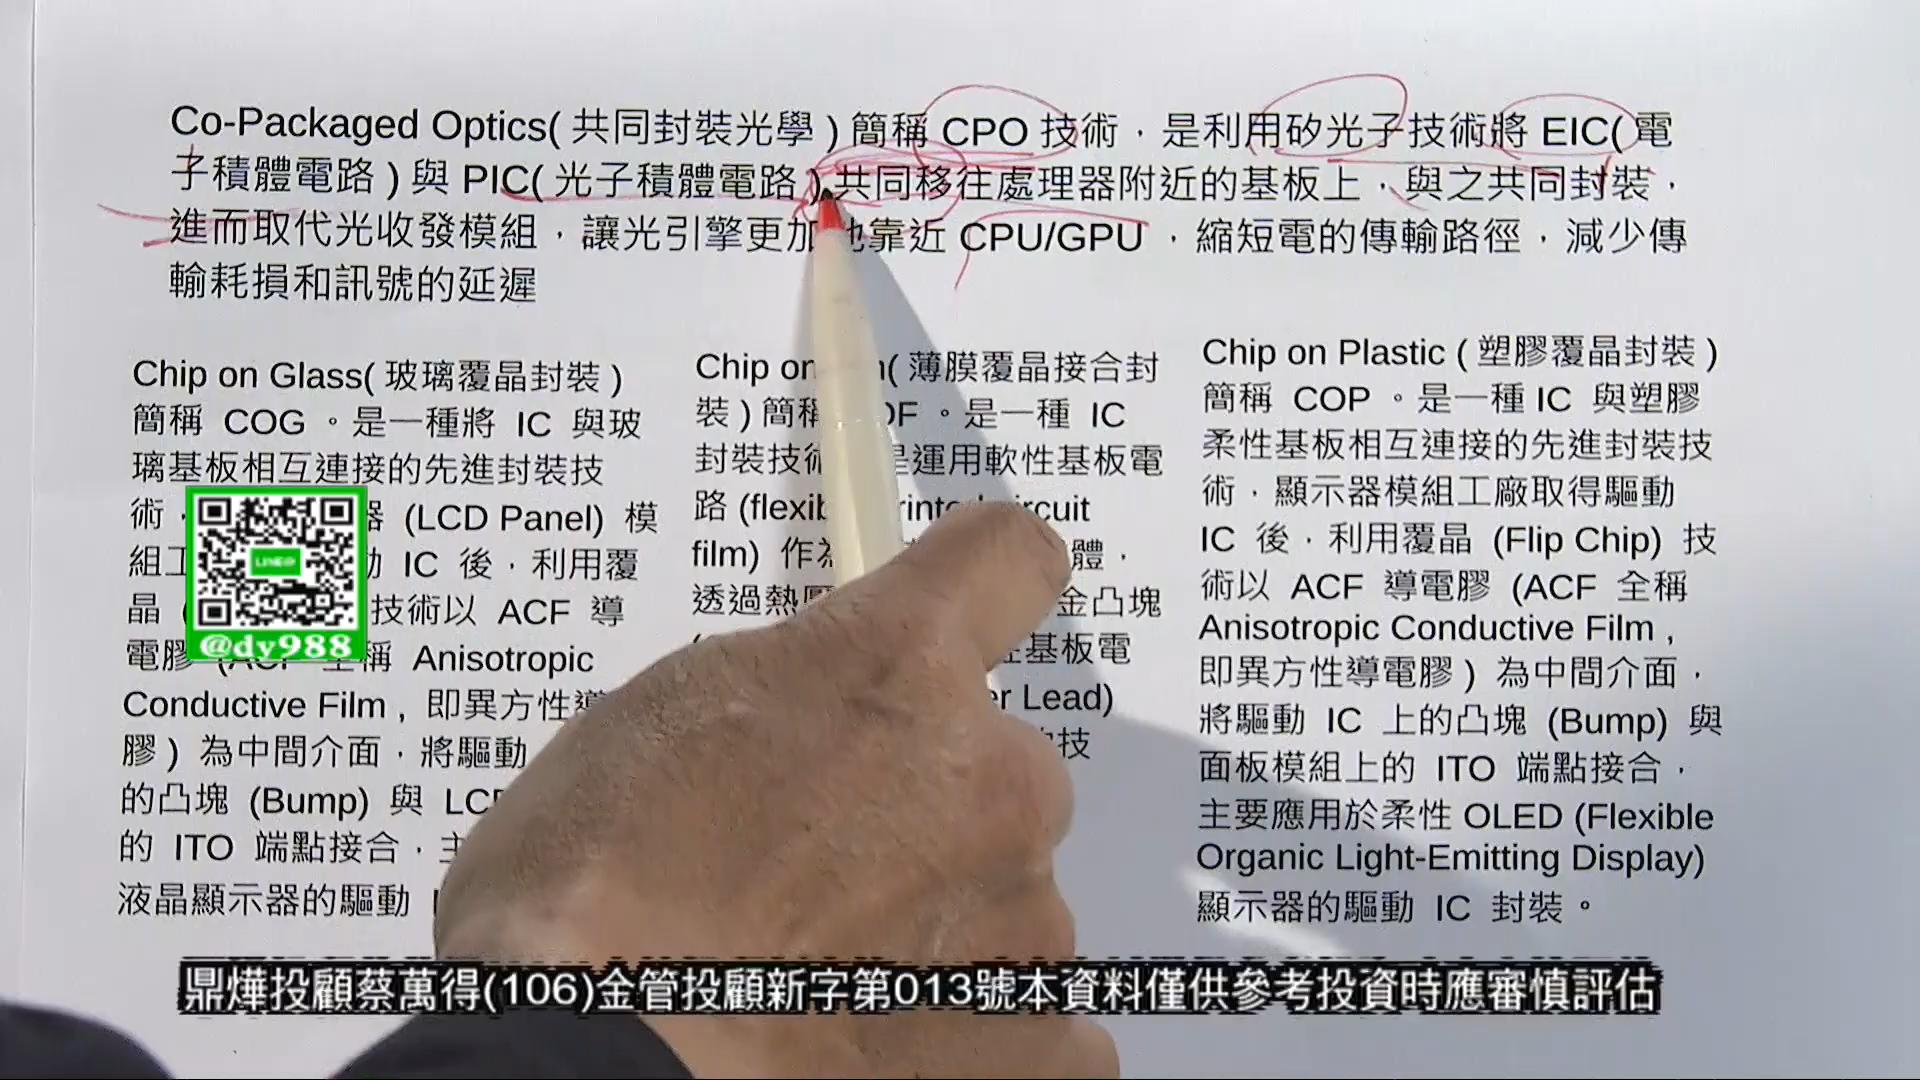 Co-Packaged Optics(共同封裝光學)簡稱 CPO 技術，是利用矽光子技術將 EIC(電
子積體電路)與 PIC(光子積體電路)共同移往處理器附近的基板上，與之共同封裝，
進而取代光收發模組，讓光引擎更加地靠近 CPU/GPU，縮短電的傳輸路徑，減少傳
輸耗損和訊號的延遲
Chip on Glass(玻璃覆晶封裝)
簡稱 COG。是一種將 IC 與玻
璃基板相互連接的先進封裝技
術，器 (LCD Panel) 模
組工 IC 後，利用覆
晶 技術以 ACF 導
電膠 (ACF 全稱 Anisotropic
Conductive Film，即異方性導
膠) 為中間介面，將驅動
的凸塊 (Bump) 與
的 ITO 端點接合，主
液晶顯示器的驅動
Chip on (薄膜覆晶接合封
裝)簡稱 。是一種 IC
封裝技術 是運用軟性基板電
路 circuit
film) 作為 體，
透過熱 金凸塊
基板電
Lead)
技
Chip on Plastic (塑膠覆晶封裝)
簡稱 COP。是一種 IC 與塑膠
柔性基板相互連接的先進封裝技
術，顯示器模組工廠取得驅動
IC 後，利用覆晶 (Flip Chip) 技
術以 ACF 導電膠 (ACF 全稱
Anisotropic Conductive Film，
即異方性導電膠) 為中間介面，
將驅動 IC 上的凸塊 (Bump) 與
面板模組上的 ITO 端點接合，
主要應用於柔性 OLED (Flexible
Organic Light-Emitting Display)
顯示器的驅動 IC 封裝。
LINE@
@dy988
鼎燁投顧蔡萬得(106)金管投顧新字第013號本資料僅供參考投資時應審慎評估